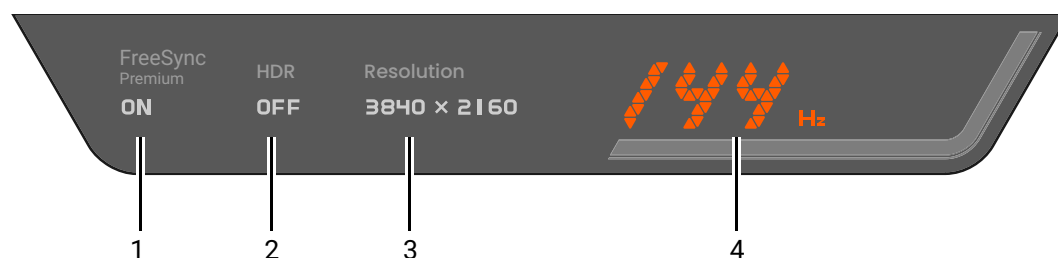 FreeSync
Premium
ON
HDR
OFF
Resolution
3840 × 2160
144 Hz
1 2 3 4